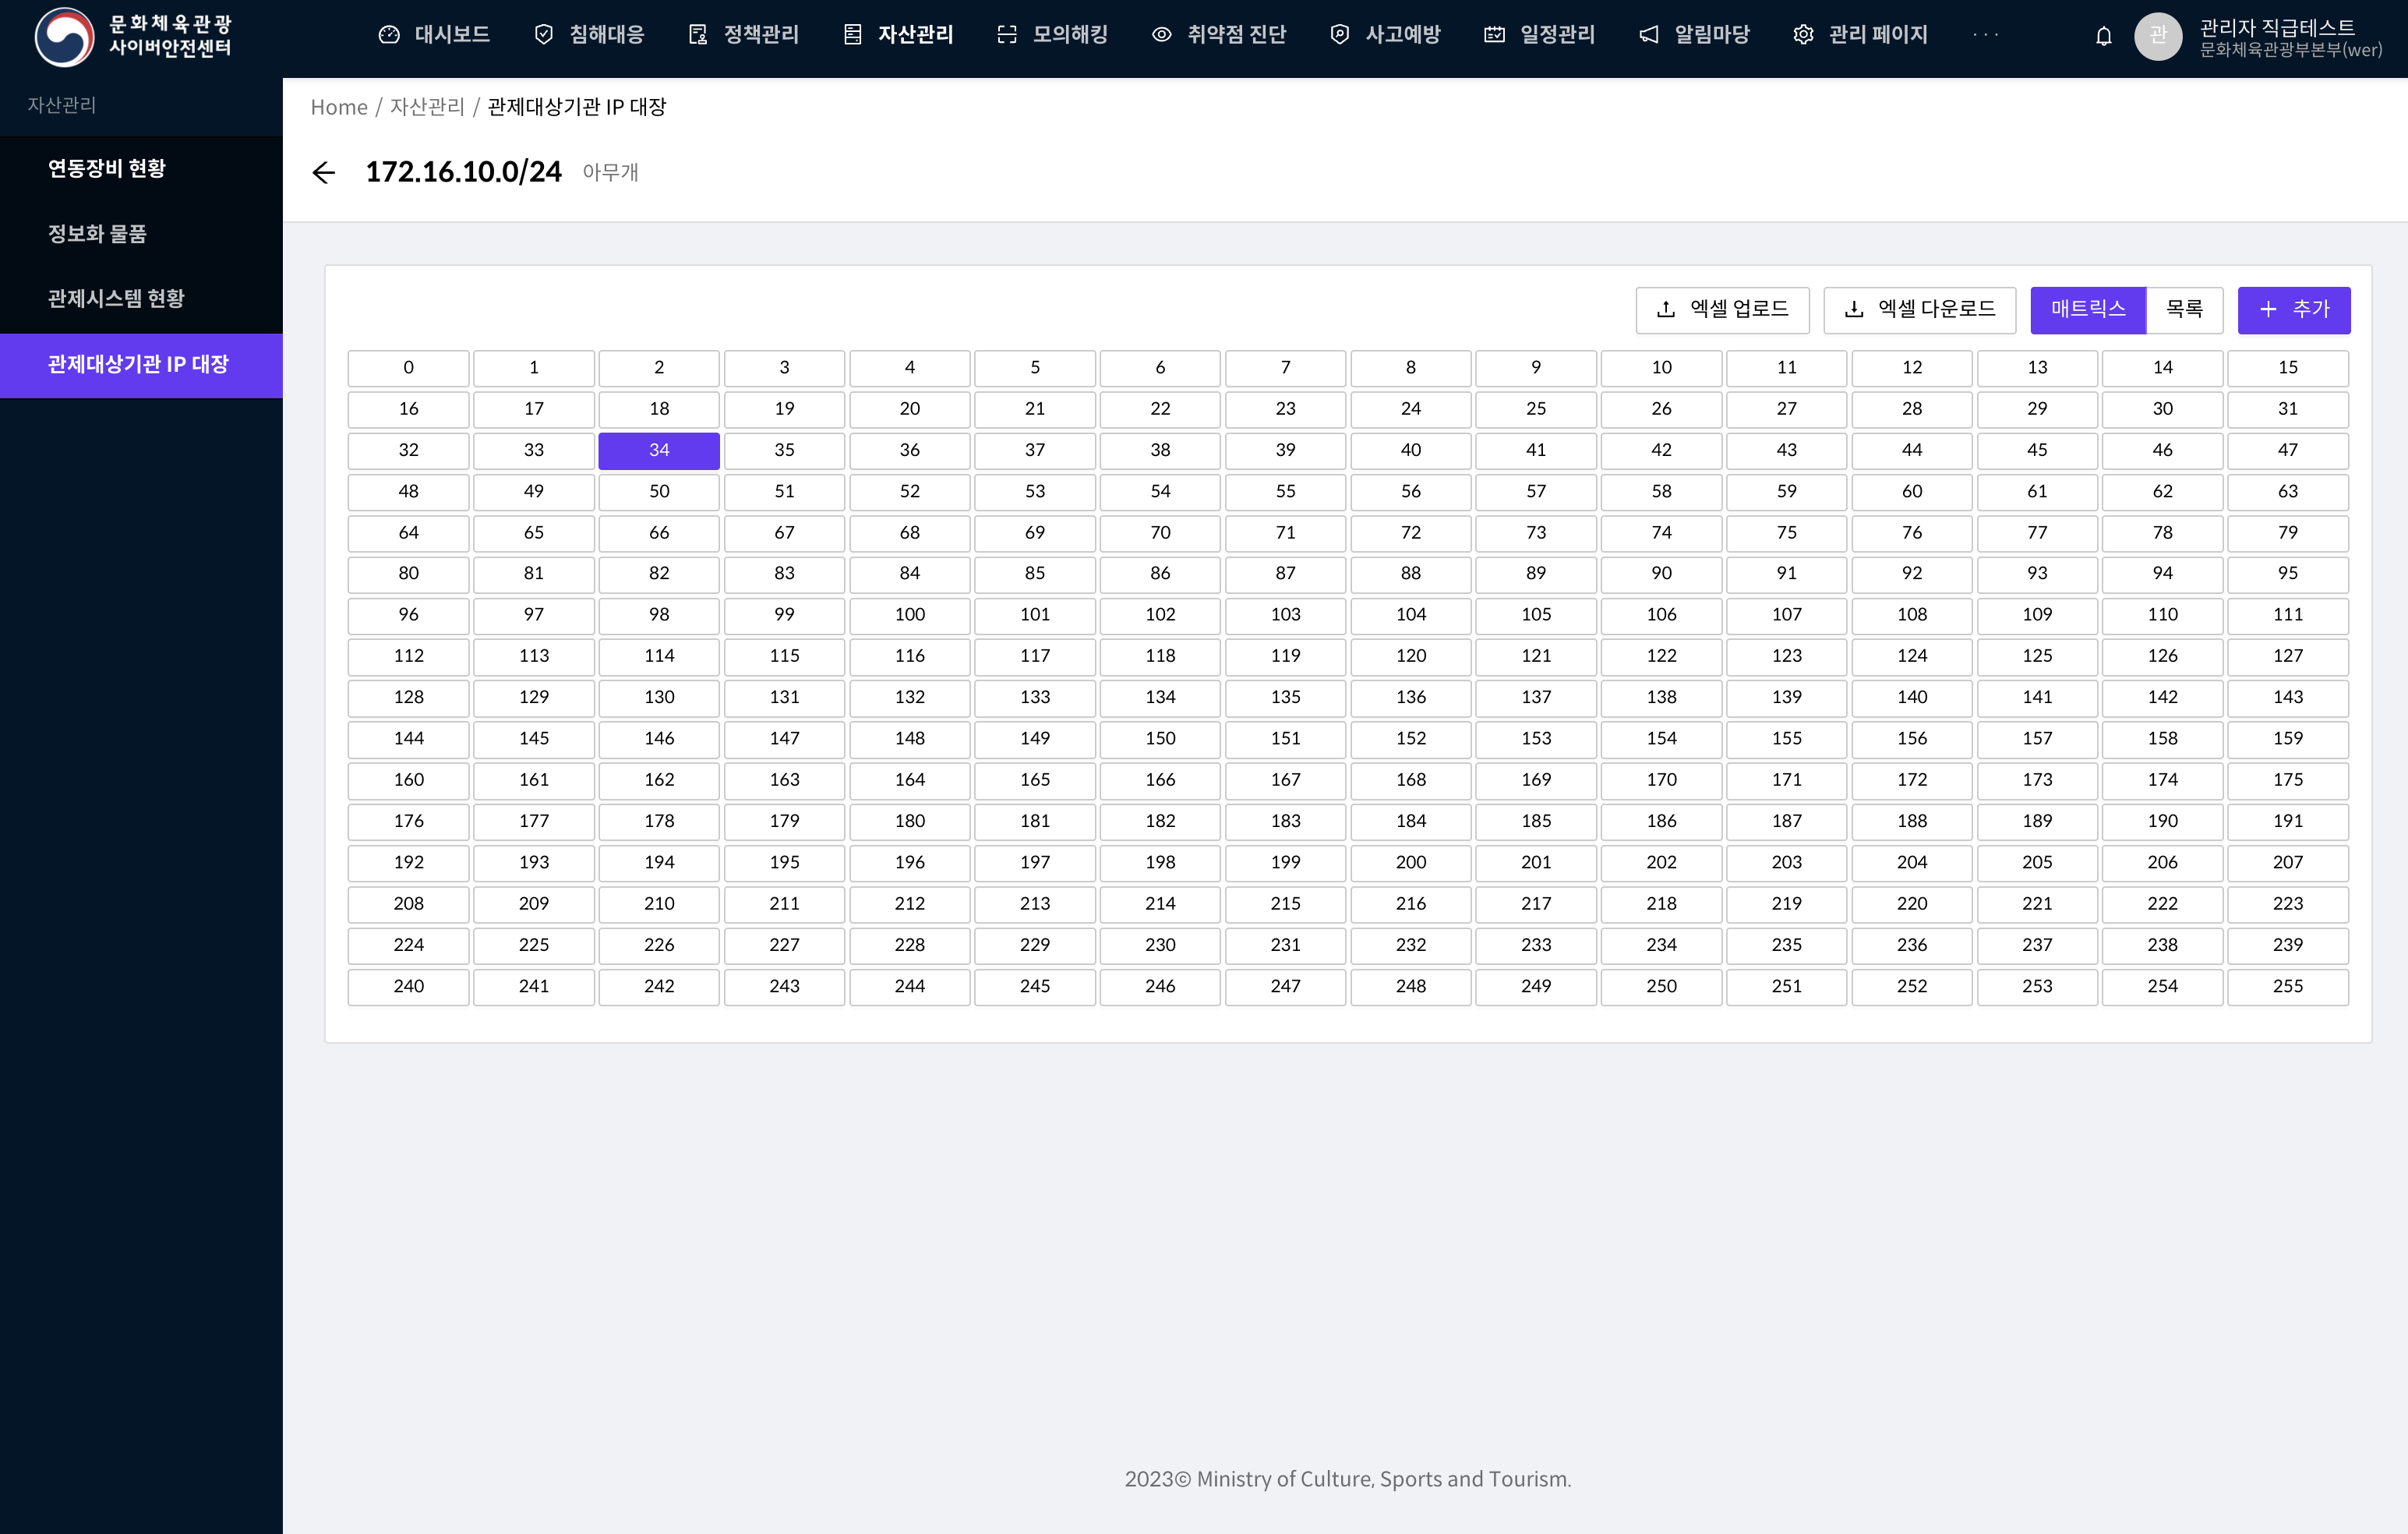 문화체육관광
사이버안전센터
대시보드 침해대응 정책관리 자산관리 모의해킹 취약점 진단 사고예방 일정관리 알림마당 관리 페이지 ···
관
관리자 직급테스트
문화체육관광부본부(wer)
자산관리
연동장비 현황
정보화 물품
관제시스템 현황
관제대상기관 IP 대장
Home / 자산관리 / 관제대상기관 IP 대장
172.16.10.0/24 아무개
엑셀 업로드 엑셀 다운로드 매트릭스 목록 추가
0 1 2 3 4 5 6 7 8 9 10 11 12 13 14 15
16 17 18 19 20 21 22 23 24 25 26 27 28 29 30 31
32 33 34 35 36 37 38 39 40 41 42 43 44 45 46 47
48 49 50 51 52 53 54 55 56 57 58 59 60 61 62 63
64 65 66 67 68 69 70 71 72 73 74 75 76 77 78 79
80 81 82 83 84 85 86 87 88 89 90 91 92 93 94 95
96 97 98 99 100 101 102 103 104 105 106 107 108 109 110 111
112 113 114 115 116 117 118 119 120 121 122 123 124 125 126 127
128 129 130 131 132 133 134 135 136 137 138 139 140 141 142 143
144 145 146 147 148 149 150 151 152 153 154 155 156 157 158 159
160 161 162 163 164 165 166 167 168 169 170 171 172 173 174 175
176 177 178 179 180 181 182 183 184 185 186 187 188 189 190 191
192 193 194 195 196 197 198 199 200 201 202 203 204 205 206 207
208 209 210 211 212 213 214 215 216 217 218 219 220 221 222 223
224 225 226 227 228 229 230 231 232 233 234 235 236 237 238 239
240 241 242 243 244 245 246 247 248 249 250 251 252 253 254 255
2023© Ministry of Culture, Sports and Tourism.